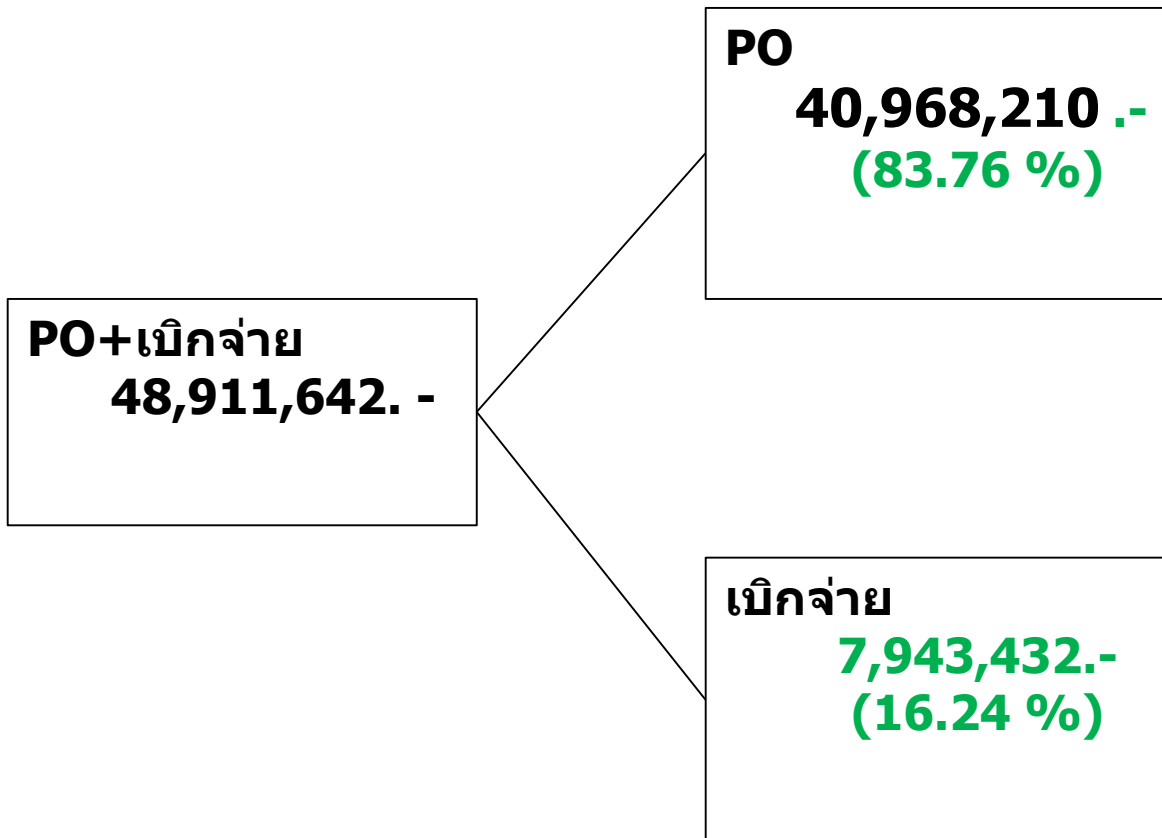 PO
40,968,210 .-
(83.76 %)
PO+เบิกจ่าย
48,911,642. -
เบิกจ่าย
7,943,432.-
(16.24 %)